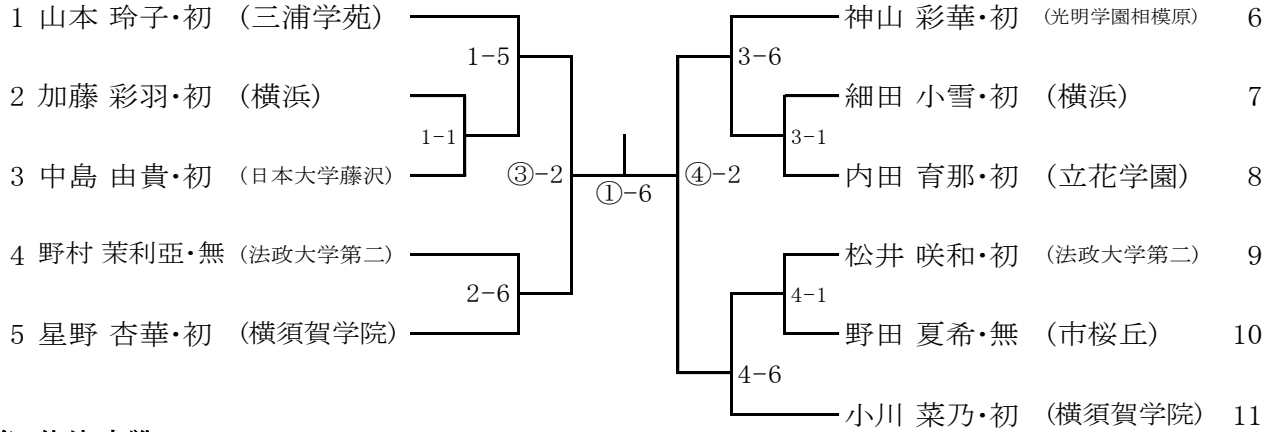 1 山本 玲子・初 (三浦学苑)
1-5
2 加藤 彩羽・初 (横浜)
1-1
3 中島 由貴・初 (日本大学藤沢)
③-2
4 野村 茉利亞・無 (法政大学第二)
2-6
5 星野 杏華・初 (横須賀学院)
①-6
神山 彩華・初 (光明学園相模原) 6
3-6
細田 小雪・初 (横浜) 7
3-1
内田 育那・初 (立花学園) 8
④-2
松井 咲和・初 (法政大学第二) 9
4-1
野田 夏希・無 (市桜丘) 10
4-6
小川 菜乃・初 (横須賀学院) 11